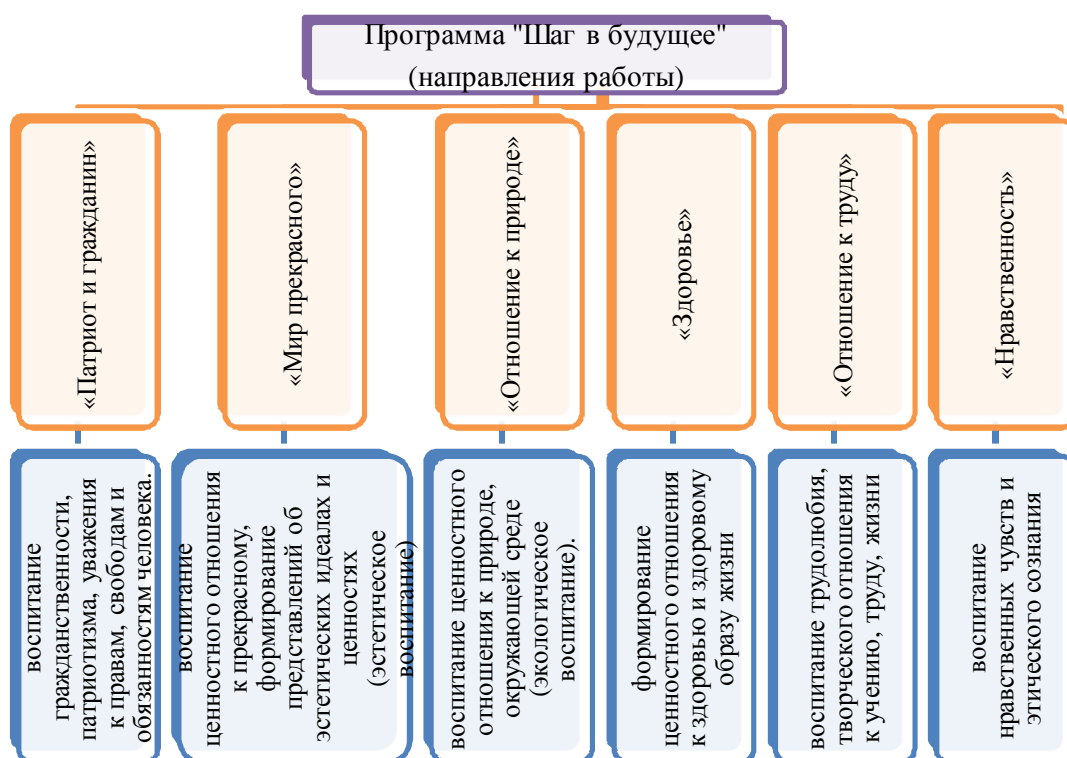 Программа "Шаг в будущее"
(направления работы)
«Патриот и гражданин»
«Мир прекрасного»
«Отношение к природе»
«Здоровье»
«Отношение к труду»
«Нравственность»
воспитание
гражданственности,
патриотизма, уважения
к правам, свободам и
обязанностям человека.
воспитание
ценностного отношения
к прекрасному,
формирование
представлений об
эстетических идеалах и
ценностях
(эстетическое
воспитание)
воспитание ценностного
отношения к природе,
окружающей среде
(экологическое
воспитание).
формирование
ценностного отношения
к здоровью и здоровому
образу жизни
воспитание трудолюбия,
творческого отношения
к учению, труду, жизни
воспитание
нравственных чувств и
этического сознания